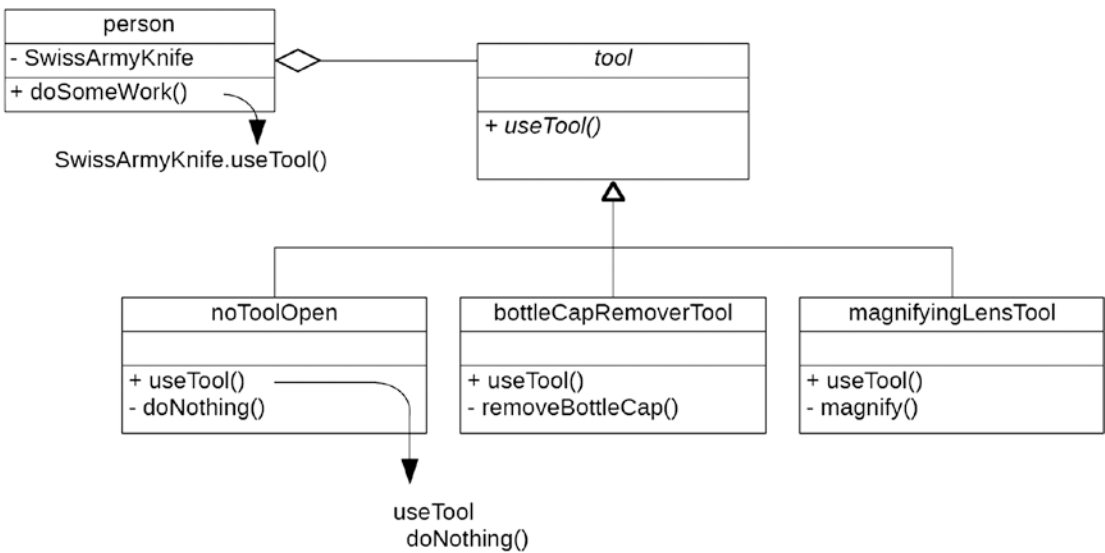 person
- SwissArmyKnife
+ doSomeWork()
SwissArmyKnife.useTool()
tool
+ useTool()
noToolOpen
+ useTool()
- doNothing()
bottleCapRemoverTool
+ useTool()
- removeBottleCap()
magnifyingLensTool
+ useTool()
- magnify()
useTool
doNothing()